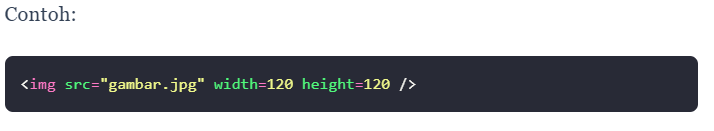 Contoh:
<img src="gambar.jpg" width=120 height=120 />